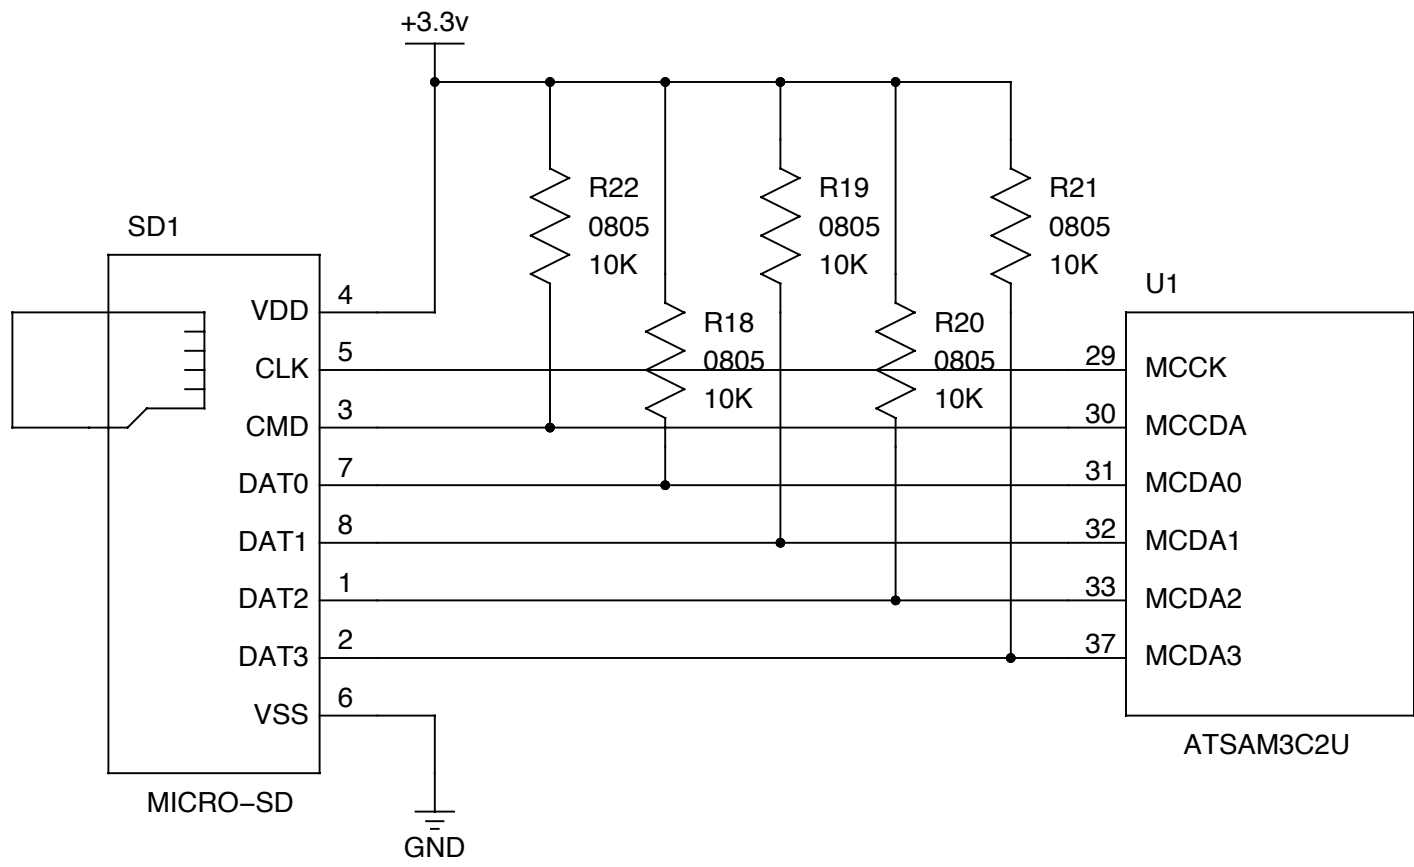 +3.3v
R22
0805
10K
R19
0805
10K
R21
0805
10K
SD1
U1
R18
0805
10K
R20
0805
10K
VDD 4
CLK 5
CMD 3
DAT0 7
DAT1 8
DAT2 1
DAT3 2
VSS 6
29 MCCK
30 MCCDA
31 MCDA0
32 MCDA1
33 MCDA2
37 MCDA3
ATSAM3C2U
MICRO–SD
GND